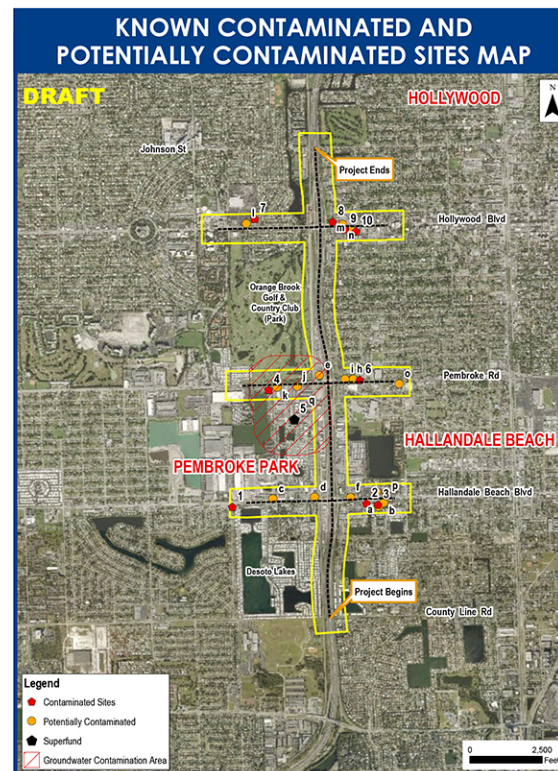 KNOWN CONTAMINATED AND
POTENTIALLY CONTAMINATED SITES MAP
DRAFT
HOLLYWOOD
N
Johnson St
Project Ends
7
l
8
9
10
m
n
Hollywood Blvd
Orange Brook
Golf &
Country Club
(Park)
e
Pembroke Rd
4
j
i
h
6
k
o
q
5
HALLANDALE BEACH
PEMBROKE PARK
Hallandale Beach Blvd
1
c
d
f
2
3
p
a
b
Desoto Lakes
Project Begins
County Line Rd
Legend
Contaminated Sites
Potentially Contaminated
Superfund
Groundwater Contamination Area
0 2,500